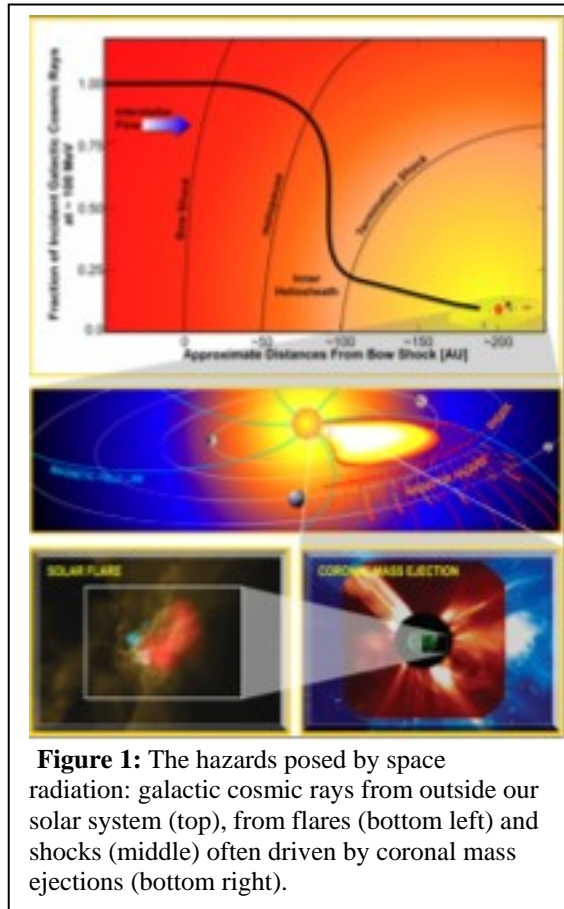 Fraction of Incident Galactic Cosmic Rays
at ~ 100 MeV
1.00
0.75
0.50
0.25
0.0
Interstellar
Flow
Bow Shock
Heliopause
Termination Shock
Inner
Heliosheath
0
~50
~100
~150
~200
Approximate Distances From Bow Shock [AU]
MAGNETIC FIELD LINE
SHOCK
SOLAR FLARE
CORONAL MASS EJECTION
Figure 1: The hazards posed by space
radiation: galactic cosmic rays from outside our
solar system (top), from flares (bottom left) and
shocks (middle) often driven by coronal mass
ejections (bottom right).